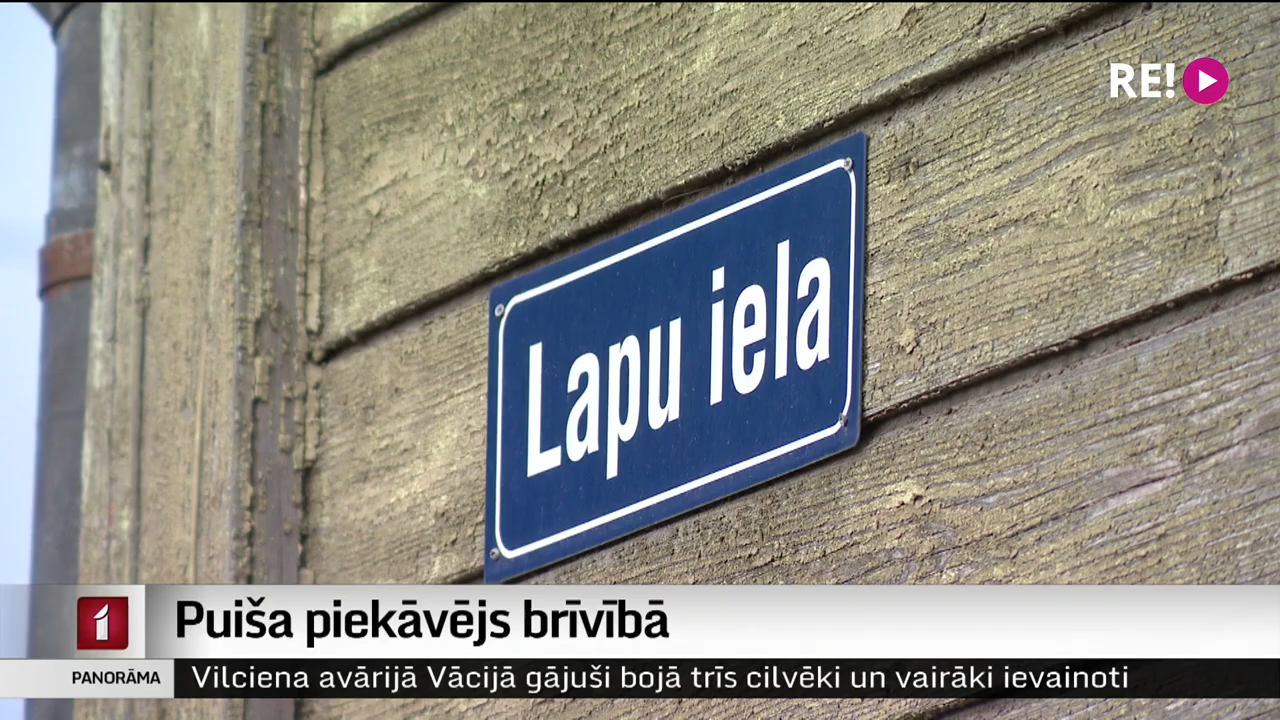 RE!
Lapu iela
1
Puiša piekāvējs brīvībā
PANORĀMA
Vilciena avārijā Vācijā gājuši bojā trīs cilvēki un vairāki ievainoti